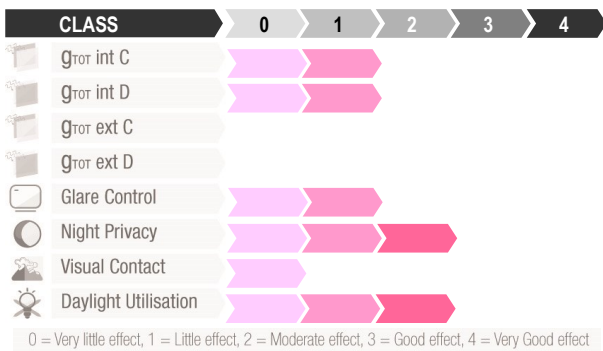 CLASS 0 1 2 3 4
gTOT int C
gTOT int D
gTOT ext C
gTOT ext D
Glare Control
Night Privacy
Visual Contact
Daylight Utilisation
0 = Very little effect, 1 = Little effect, 2 = Moderate effect, 3 = Good effect, 4 = Very Good effect